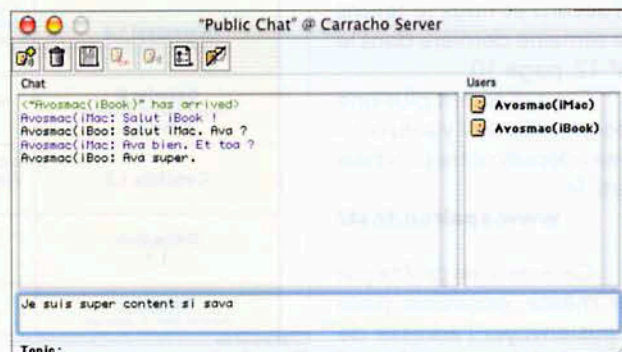 "Public Chat" @ Carracho Server
Chat
Users
<"Avosmac(iBook)" has arrived>
Avosmac(iMac: Salut iBook !
Avosmac(iBoo: Salut iMac. Ava ?
Avosmac(iMac: Ava bien. Et toa ?
Avosmac(iBoo: Ava super.
Avosmac(iMac)
Avosmac(iBook)
Je suis super content si sava
Topic: